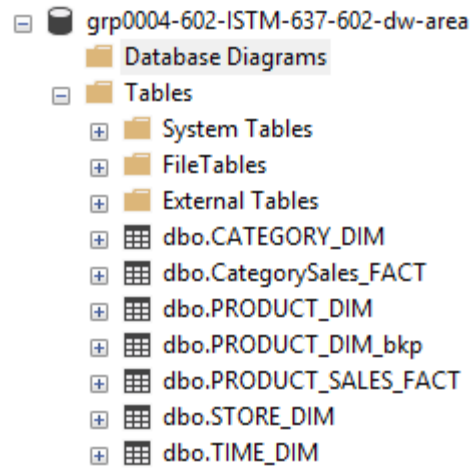 grp0004-602-ISTM-637-602-dw-area
Database Diagrams
Tables
System Tables
FileTables
External Tables
dbo.CATEGORY_DIM
dbo.CategorySales_FACT
dbo.PRODUCT_DIM
dbo.PRODUCT_DIM_bkp
dbo.PRODUCT_SALES_FACT
dbo.STORE_DIM
dbo.TIME_DIM